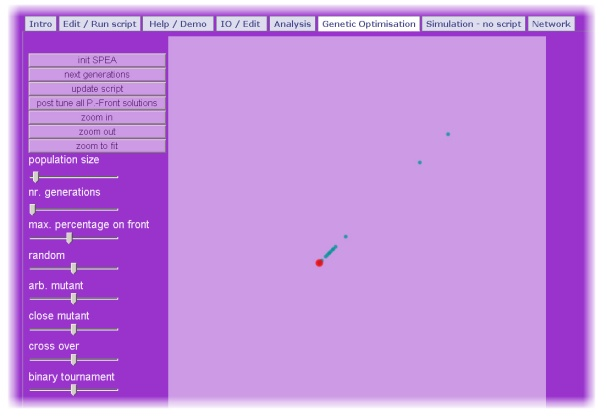 Intro Edit / Run script Help / Demo IO / Edit Analysis Genetic Optimisation Simulation - no script Network
init SPEA
next generations
update script
post tune all P.-Front solutions
zoom in
zoom out
zoom to fit
population size
nr. generations
max. percentage on front
random
arb. mutant
close mutant
cross over
binary tournament